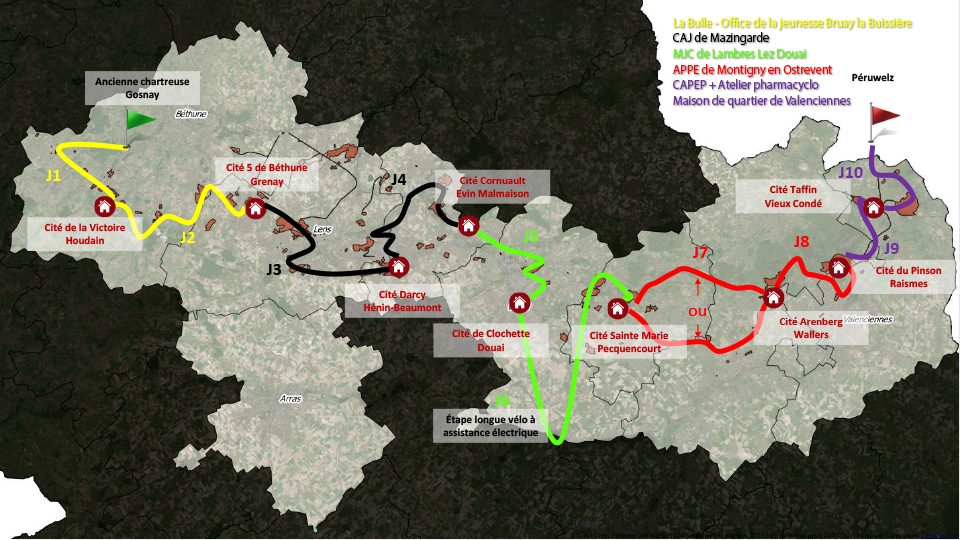 La Bulle - Office de la jeunesse Bruay la Buissière
CAJ de Mazingarde
MJC de Lambres Lez Douai
APPE de Montigny en Ostrevent
CAPEP + Atelier pharmacyclo
Maison de quartier de Valenciennes
Péruwelz
Ancienne chartreuse
Gosnay
Béthune
J1
Cité 5 de Béthune
Grenay
J4
Cité Cornuault
Evin Malmaison
J10
Cité Taffin
Vieux Condé
Cité de la Victoire
Houdain
J2
Lens
J3
J5
J7
J8
J9
Cité du Pinson
Raismes
Cité Darcy
Hénin-Beaumont
ou
Cité de Clochette
Douai
Cité Sainte Marie
Pecquencourt
Cité Arenberg
Wallers
Valenciennes
Arras
J6
Étape longue vélo à
assistance électrique